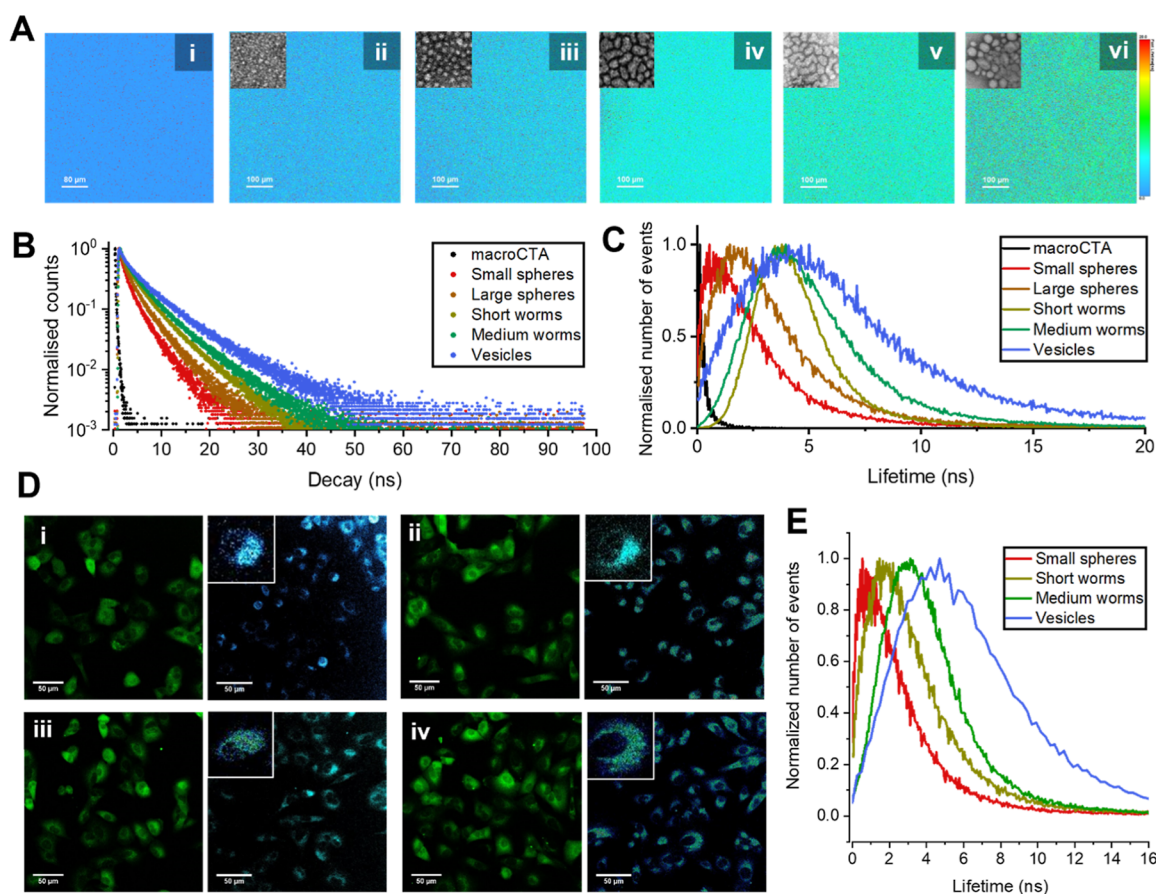 A
i
ii
iii
iv
v
vi
80 µm
100 µm
100 µm
100 µm
100 µm
100 µm
B
Normalised counts
10⁰
10⁻¹
10⁻²
10⁻³
0 10 20 30 40 50 60 70 80 90 100
Decay (ns)
macroCTA
Small spheres
Large spheres
Short worms
Medium worms
Vesicles
C
Normalised number of events
1.0
0.5
0.0
0 5 10 15 20
Lifetime (ns)
macroCTA
Small spheres
Large spheres
Short worms
Medium worms
Vesicles
D
i
50 µm
50 µm
ii
50 µm
50 µm
iii
50 µm
50 µm
iv
50 µm
50 µm
E
Normalized number of events
1.0
0.8
0.6
0.4
0.2
0.0
0 2 4 6 8 10 12 14 16
Lifetime (ns)
Small spheres
Short worms
Medium worms
Vesicles